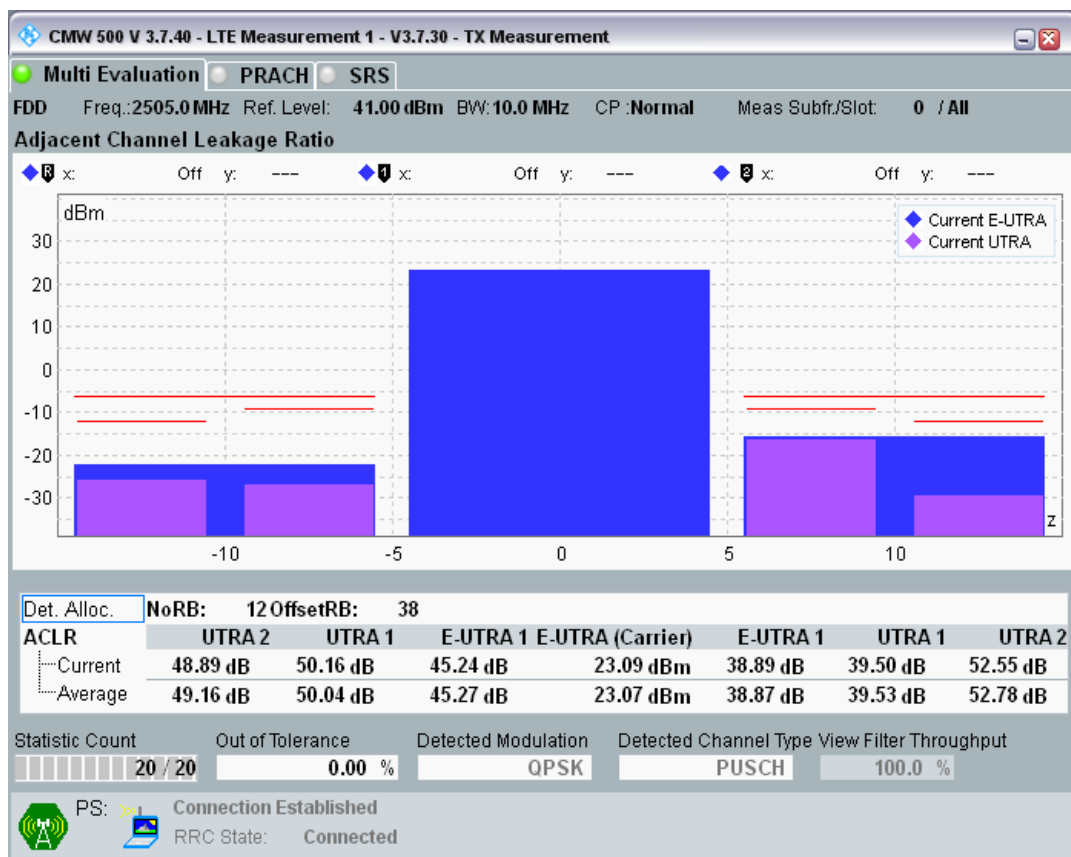 CMW 500 V 3.7.40 - LTE Measurement 1 - V3.7.30 - TX Measurement
Multi Evaluation PRACH SRS
FDD Freq.:2505.0 MHz Ref. Level: 41.00 dBm BW:10.0 MHz CP :Normal Meas Subfr./Slot: 0 / All
Adjacent Channel Leakage Ratio
R x: Off y: --- 1 x: Off y: --- 2 x: Off y: ---
dBm
Current E-UTRA
Current UTRA
30
20
10
0
-10
-20
-30
z
-10 -5 0 5 10
Det. Alloc. NoRB: 12 OffsetRB: 38
ACLR UTRA 2 UTRA 1 E-UTRA 1 E-UTRA (Carrier) E-UTRA 1 UTRA 1 UTRA 2
Current 48.89 dB 50.16 dB 45.24 dB 23.09 dBm 38.89 dB 39.50 dB 52.55 dB
Average 49.16 dB 50.04 dB 45.27 dB 23.07 dBm 38.87 dB 39.53 dB 52.78 dB
Statistic Count Out of Tolerance Detected Modulation Detected Channel Type View Filter Throughput
20 / 20 0.00 % QPSK PUSCH 100.0 %
PS: Connection Established
RRC State: Connected